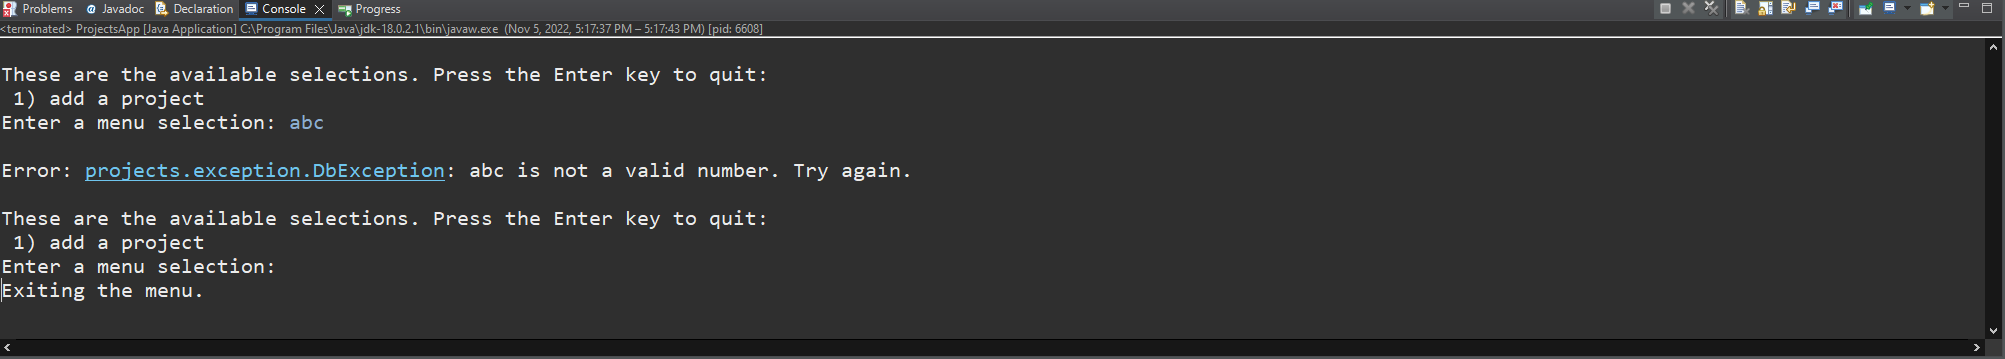 Problems @ Javadoc Declaration Console Progress
<terminated> ProjectsApp [Java Application] C:\Program Files\Java\jdk-18.0.2.1\bin\javaw.exe (Nov 5, 2022, 5:17:37 PM – 5:17:43 PM) [pid: 6608]
These are the available selections. Press the Enter key to quit:
1) add a project
Enter a menu selection: abc
Error: projects.exception.DbException: abc is not a valid number. Try again.
These are the available selections. Press the Enter key to quit:
1) add a project
Enter a menu selection:
Exiting the menu.